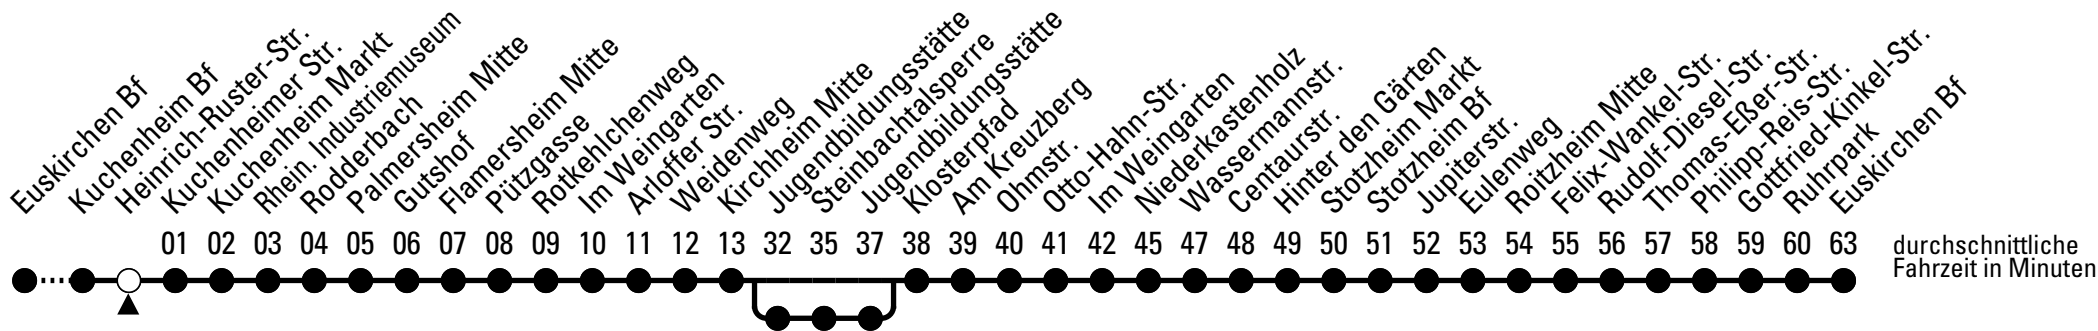 Euskirchen Bf
Kuchenheim Bf
Heinrich-Ruster-Str.
Kuchenheimer Str.
Kuchenheim Markt
Rhein. Industriemuseum
Rodderbach
Palmersheim Mitte
Gutshof
Flamersheim Mitte
Pützgasse
Rotkehlchenweg
Im Weingarten
Arloffer Str.
Weidenweg
Kirchheim Mitte
Jugendbildungsstätte
Steinbachtalsperre
Jugendbildungsstätte
Klosterpfad
Am Kreuzberg
Ohmstr.
Otto-Hahn-Str.
Im Weingarten
Niederkastenholz
Wassermannstr.
Centaurstr.
Hinter den Gärten
Stotzheim Markt
Stotzheim Bf
Jupiterstr.
Eulenweg
Roitzheim Mitte
Felix-Wankel-Str.
Rudolf-Diesel-Str.
Thomas-Eßer-Str.
Philipp-Reis-Str.
Gottfried-Kinkel-Str.
Ruhrpark
Euskirchen Bf
01 02 03 04 05 06 07 08 09 10 11 12 13 32 35 37 38 39 40 41 42 45 47 48 49 50 51 52 53 54 55 56 57 58 59 60 63
durchschnittliche
Fahrzeit in Minuten